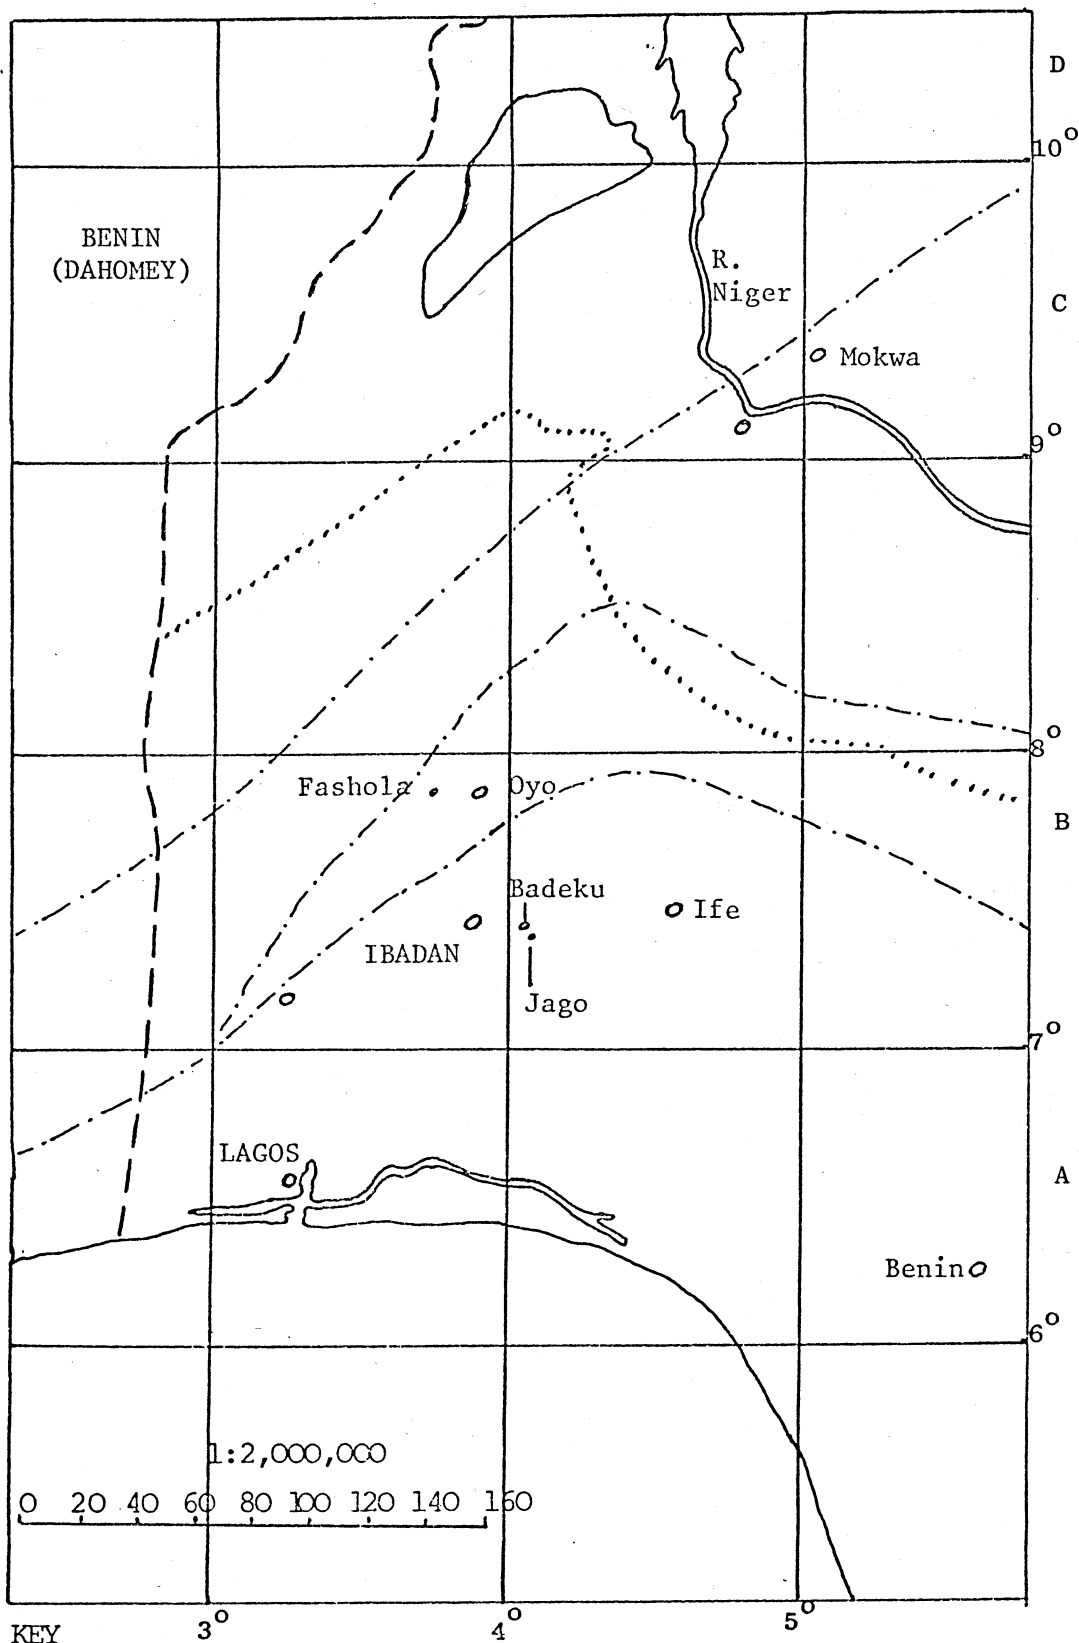 D
10°
BENIN
(DAHOMEY)
R.
Niger
C
Mokwa
9°
8°
Fashola
Oyo
B
Badeku
Ife
IBADAN
Jago
7°
LAGOS
A
Benin
6°
1:2,000,000
0 20 40 60 80 100 120 140 160
KEY 3° 4° 5°